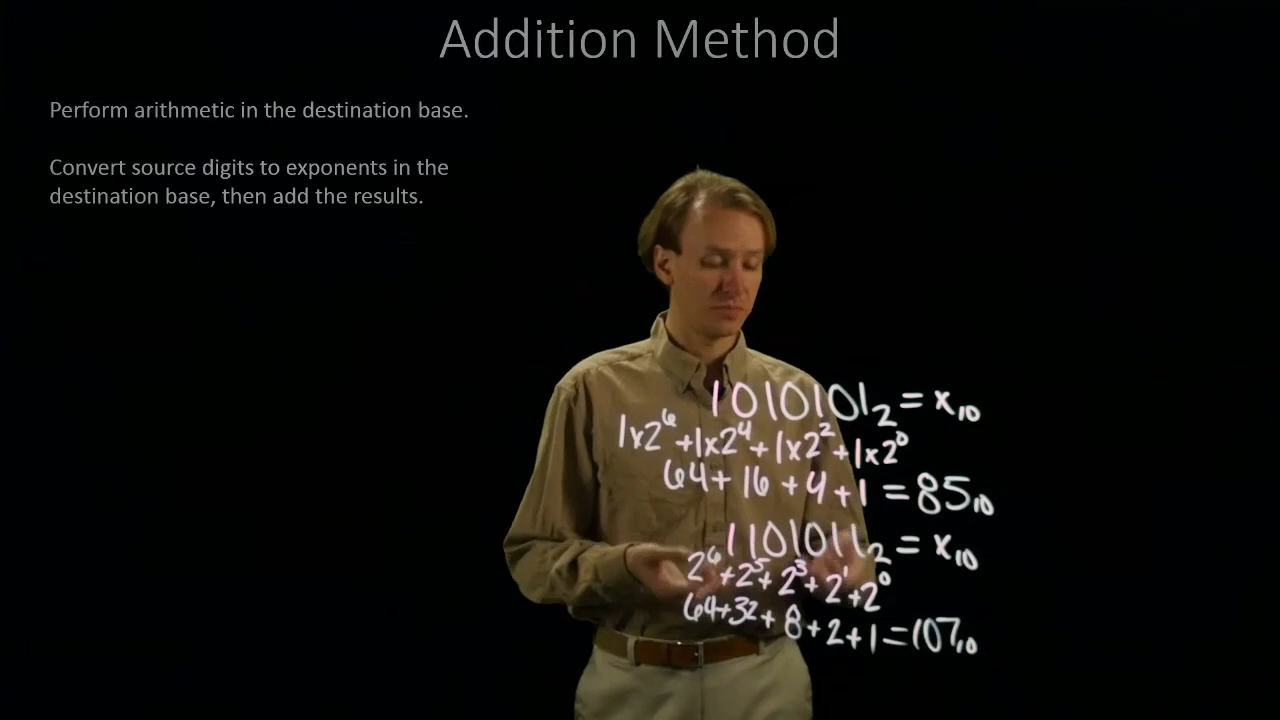 Addition Method
Perform arithmetic in the destination base.
Convert source digits to exponents in the
destination base, then add the results.
1010101₂ = x₁₀
1x2⁶+1x2⁴+1x2²+1x2⁰
64+16+4+1=85₁₀
1101011₂ = x₁₀
2⁶+2⁵+2³+2¹+2⁰
64+32+8+2+1=107₁₀